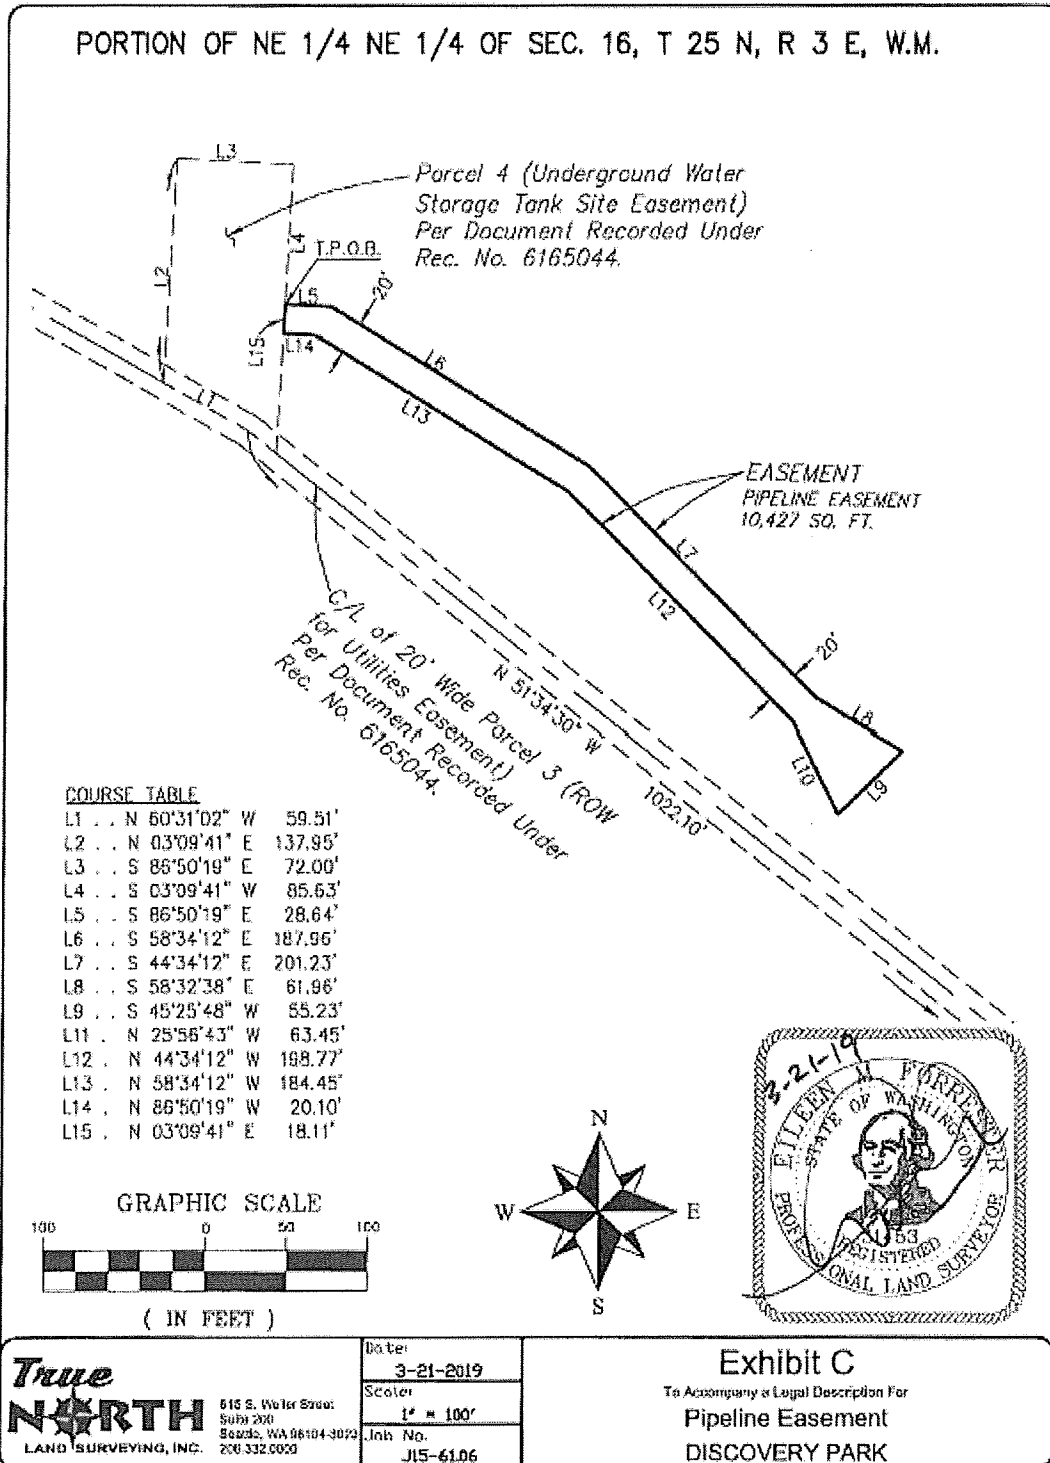 PORTION OF NE 1/4 NE 1/4 OF SEC. 16, T 25 N, R 3 E, W.M.
L3
Parcel 4 (Underground Water
Storage Tank Site Easement)
Per Document Recorded Under
Rec. No. 6165044.
L4
T.P.O.B.
L2
L5
20'
L15
L14
L6
L1
L13
EASEMENT
PIPELINE EASEMENT
10,427 SQ. FT.
L7
L12
C/L of 20' Wide Parcel 3 (ROW
for Utilities Easement)
Per Document Recorded Under
Rec. No. 6165044.
N 51°34'30" W
1022.10'
20'
L8
L10
L9
COURSE TABLE
L1 . . N 60°31'02" W 59.51'
L2 . . N 03°09'41" E 137.95'
L3 . . S 86°50'19" E 72.00'
L4 . . S 03°09'41" W 85.63'
L5 . . S 86°50'19" E 28.64'
L6 . . S 58°34'12" E 187.96'
L7 . . S 44°34'12" E 201.23'
L8 . . S 58°32'38" E 61.96'
L9 . . S 45°25'48" W 55.23'
L11 . N 25°56'43" W 63.45'
L12 . N 44°34'12" W 198.77'
L13 . N 58°34'12" W 184.45'
L14 . N 86°50'19" W 20.10'
L15 . N 03°09'41" E 18.11'
3-21-19
EILEEN M FORRESTER
STATE OF WASHINGTON
REGISTERED
PROFESSIONAL LAND SURVEYOR
N
W E
S
GRAPHIC SCALE
100 0 50 100
( IN FEET )
True
NORTH
LAND SURVEYING, INC.
Seattle, WA 98104
Date:
3-21-2019
Scale:
1" = 100'
Job No.
J15-61.06
Exhibit C
To Accompany a Legal Description For
Pipeline Easement
DISCOVERY PARK